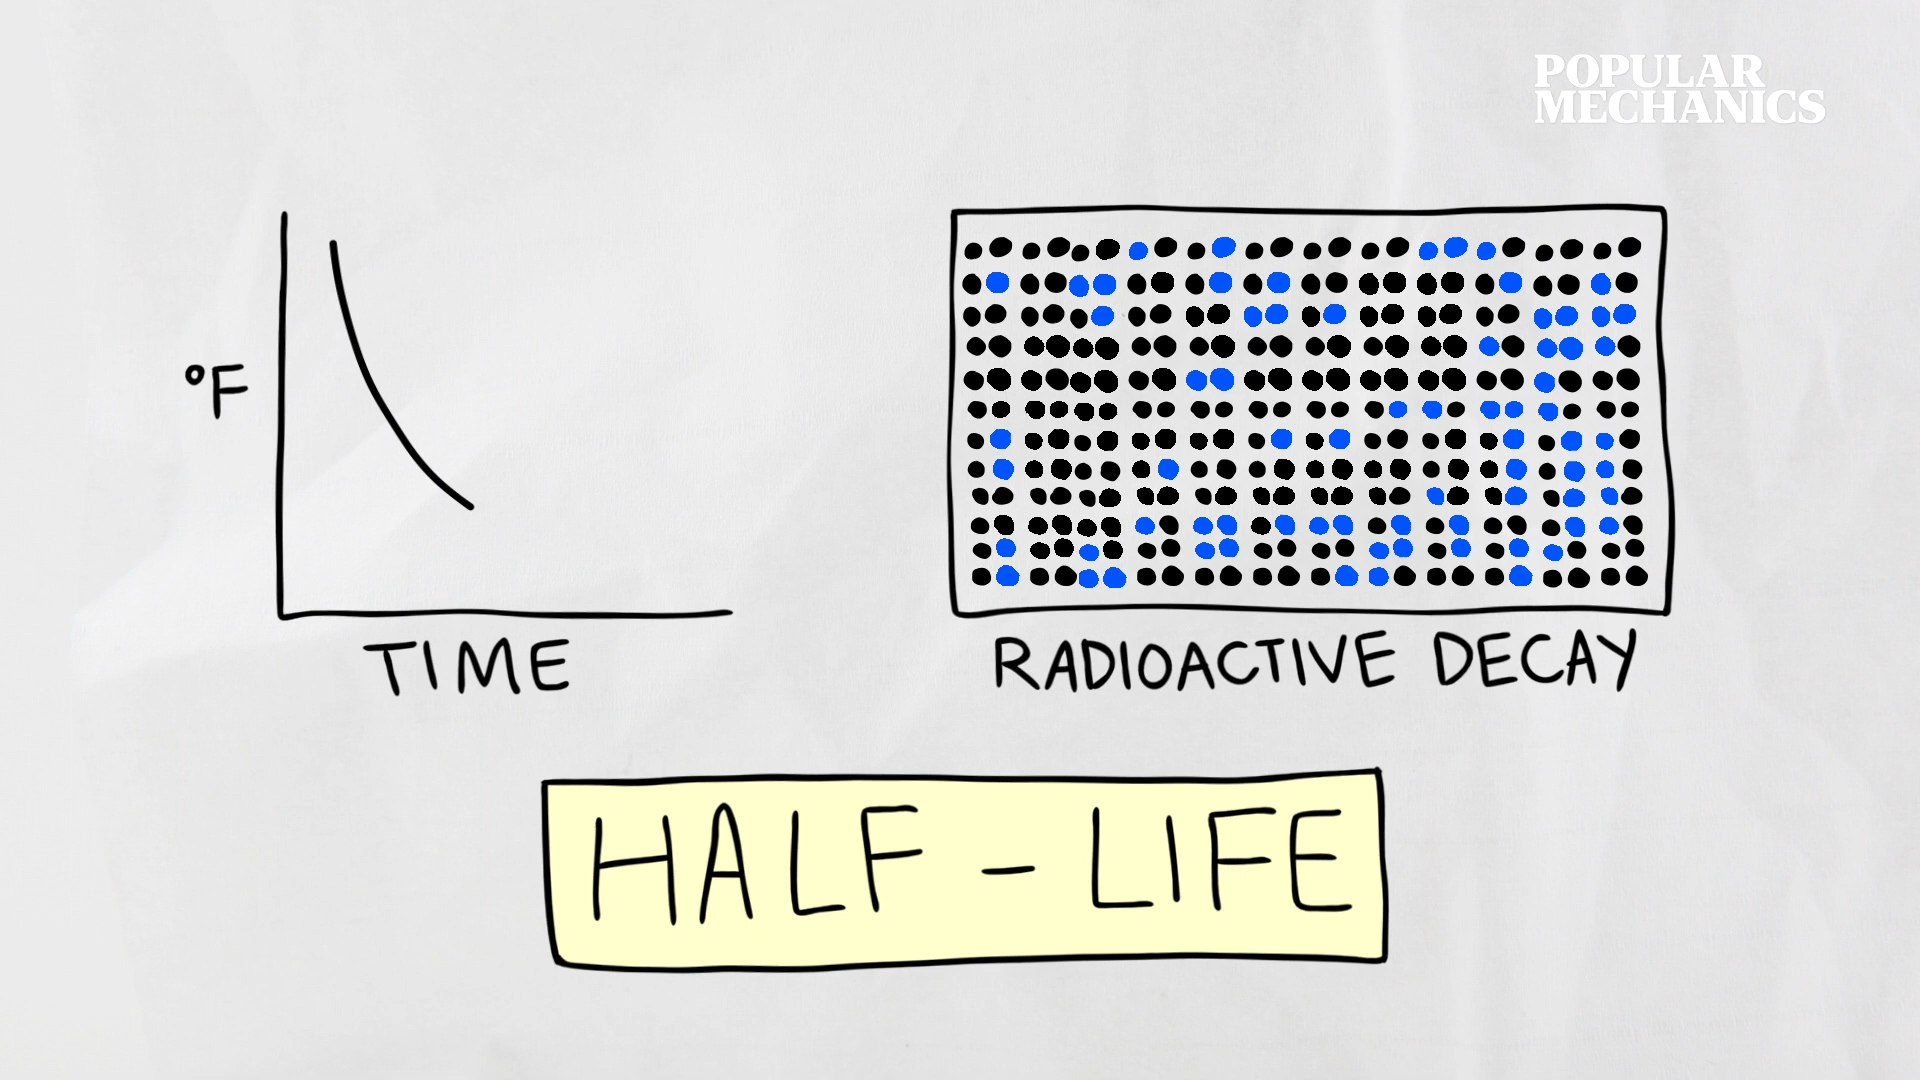 POPULAR
MECHANICS
°F
TIME
RADIOACTIVE DECAY
HALF-LIFE